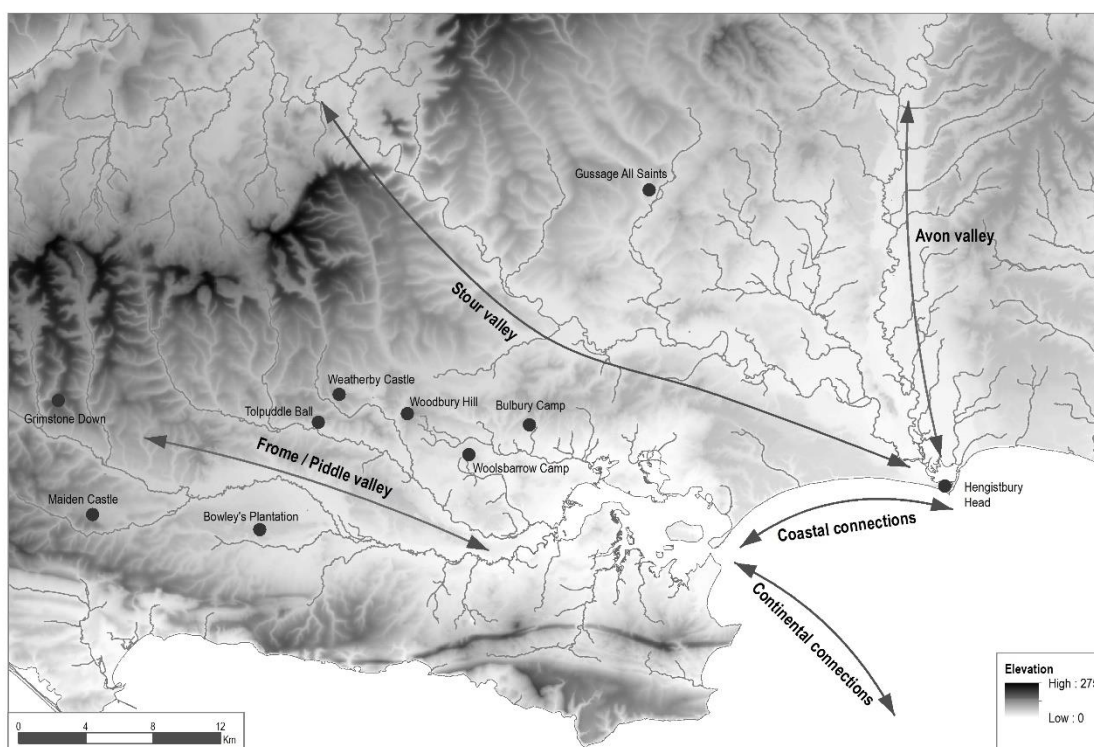 Gussage All Saints
Avon valley
Stour valley
Weatherby Castle
Woodbury Hill
Bulbury Camp
Grimstone Down
Tolpuddle Ball
Woolsbarrow Camp
Frome / Piddle valley
Maiden Castle
Bowley's Plantation
Hengistbury
Head
Coastal connections
Continental connections
Elevation
High : 275
Low : 0
0 4 8 12
Km